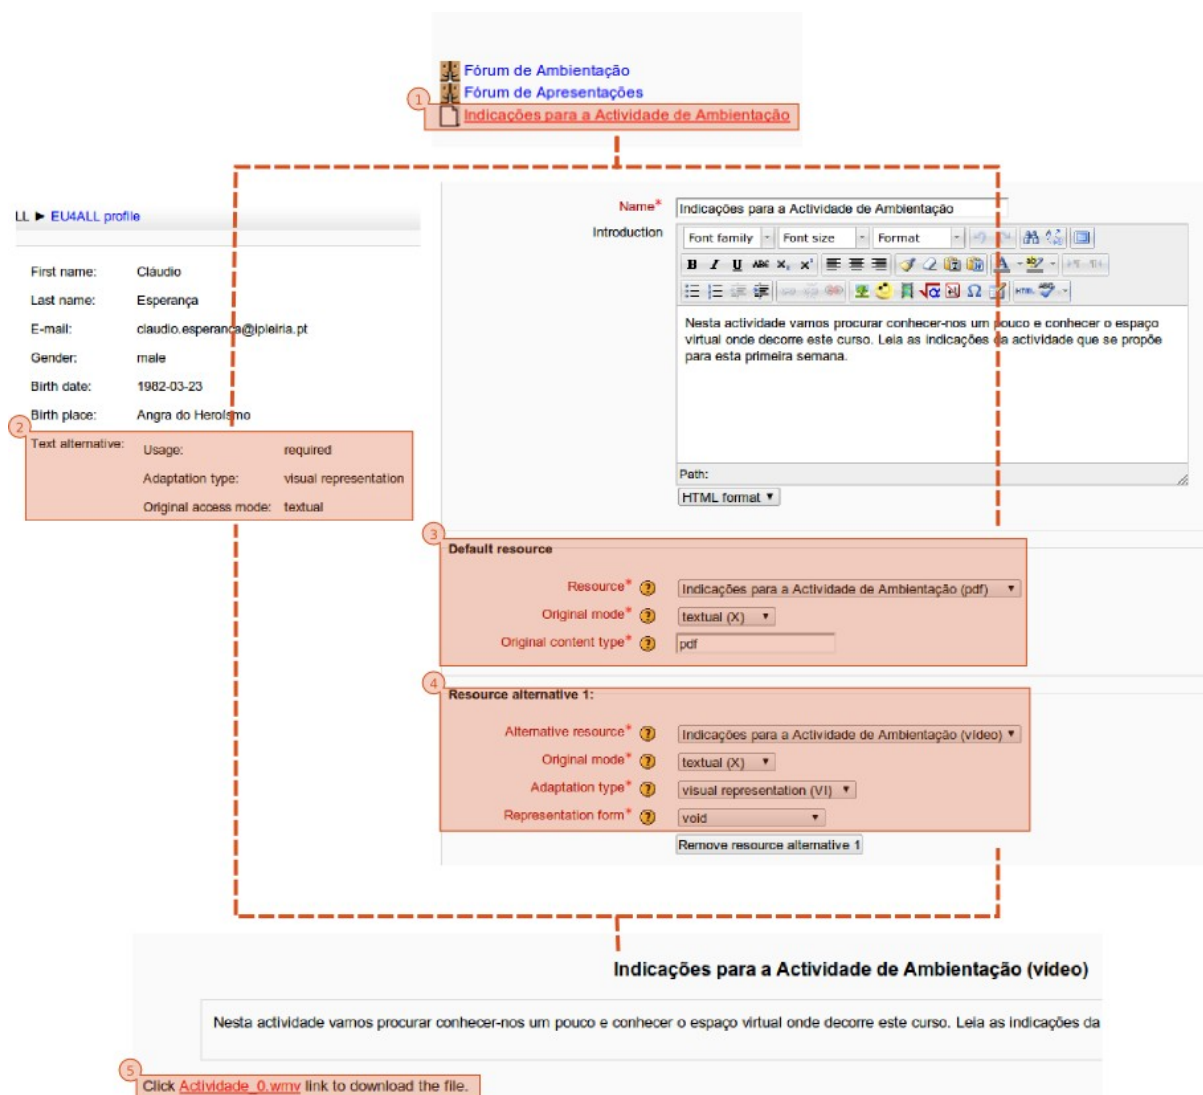 Fórum de Ambientação
Fórum de Apresentações
1
Indicações para a Actividade de Ambientação
LL ► EU4ALL profile
First name: Cláudio
Last name: Esperança
E-mail: claudio.esperanca@ipleiria.pt
Gender: male
Birth date: 1982-03-23
Birth place: Angra do Heroísmo
2
Text alternative: Usage: required
Adaptation type: visual representation
Original access mode: textual
Name* Indicações para a Actividade de Ambientação
Introduction
Font family Font size Format
B I U ABC X, X'
HTML
Nesta actividade vamos procurar conhecer-nos um pouco e conhecer o espaço
virtual onde decorre este curso. Leia as indicações da actividade que se propõe
para esta primeira semana.
Path:
HTML format
3
Default resource
Resource* Indicações para a Actividade de Ambientação (pdf)
Original mode* textual (X)
Original content type* pdf
4
Resource alternative 1:
Alternative resource* Indicações para a Actividade de Ambientação (vídeo)
Original mode* textual (X)
Adaptation type* visual representation (VI)
Representation form* void
Remove resource alternative 1
Indicações para a Actividade de Ambientação (vídeo)
Nesta actividade vamos procurar conhecer-nos um pouco e conhecer o espaço virtual onde decorre este curso. Leia as indicações da
5
Click Actividade_0.wmv link to download the file.